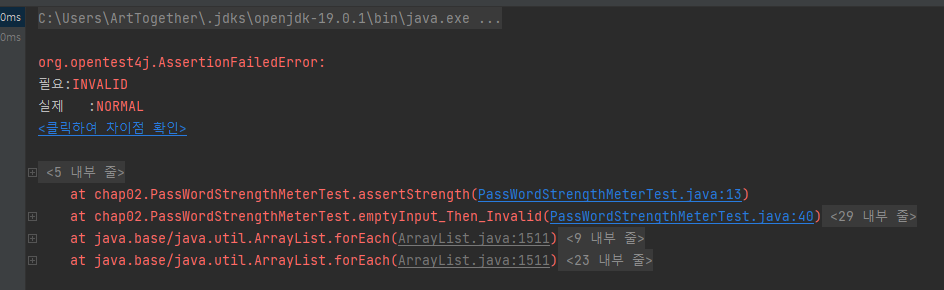 0ms
0ms
C:\Users\ArtTogether\.jdks\openjdk-19.0.1\bin\java.exe ...
org.opentest4j.AssertionFailedError:
필요:INVALID
실제   :NORMAL
<클릭하여 차이점 확인>
<5 내부 줄>
at chap02.PassWordStrengthMeterTest.assertStrength(PassWordStrengthMeterTest.java:13)
at chap02.PassWordStrengthMeterTest.emptyInput_Then_Invalid(PassWordStrengthMeterTest.java:40) <29 내부 줄>
at java.base/java.util.ArrayList.forEach(ArrayList.java:1511) <9 내부 줄>
at java.base/java.util.ArrayList.forEach(ArrayList.java:1511) <23 내부 줄>